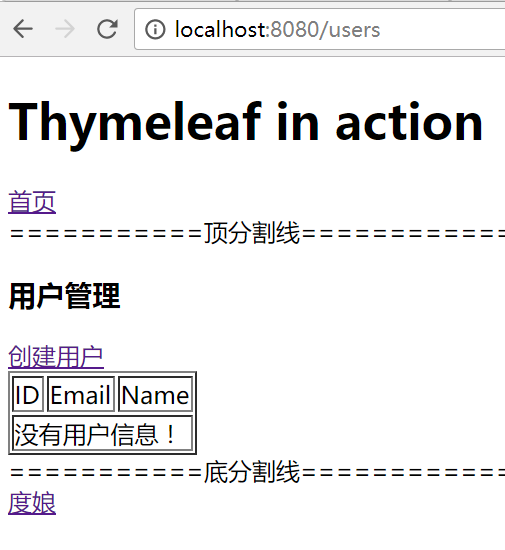 localhost:8080/users
Thymeleaf in action
首页
===========顶分割线============
用户管理
创建用户
ID Email Name
没有用户信息！
===========底分割线============
度娘